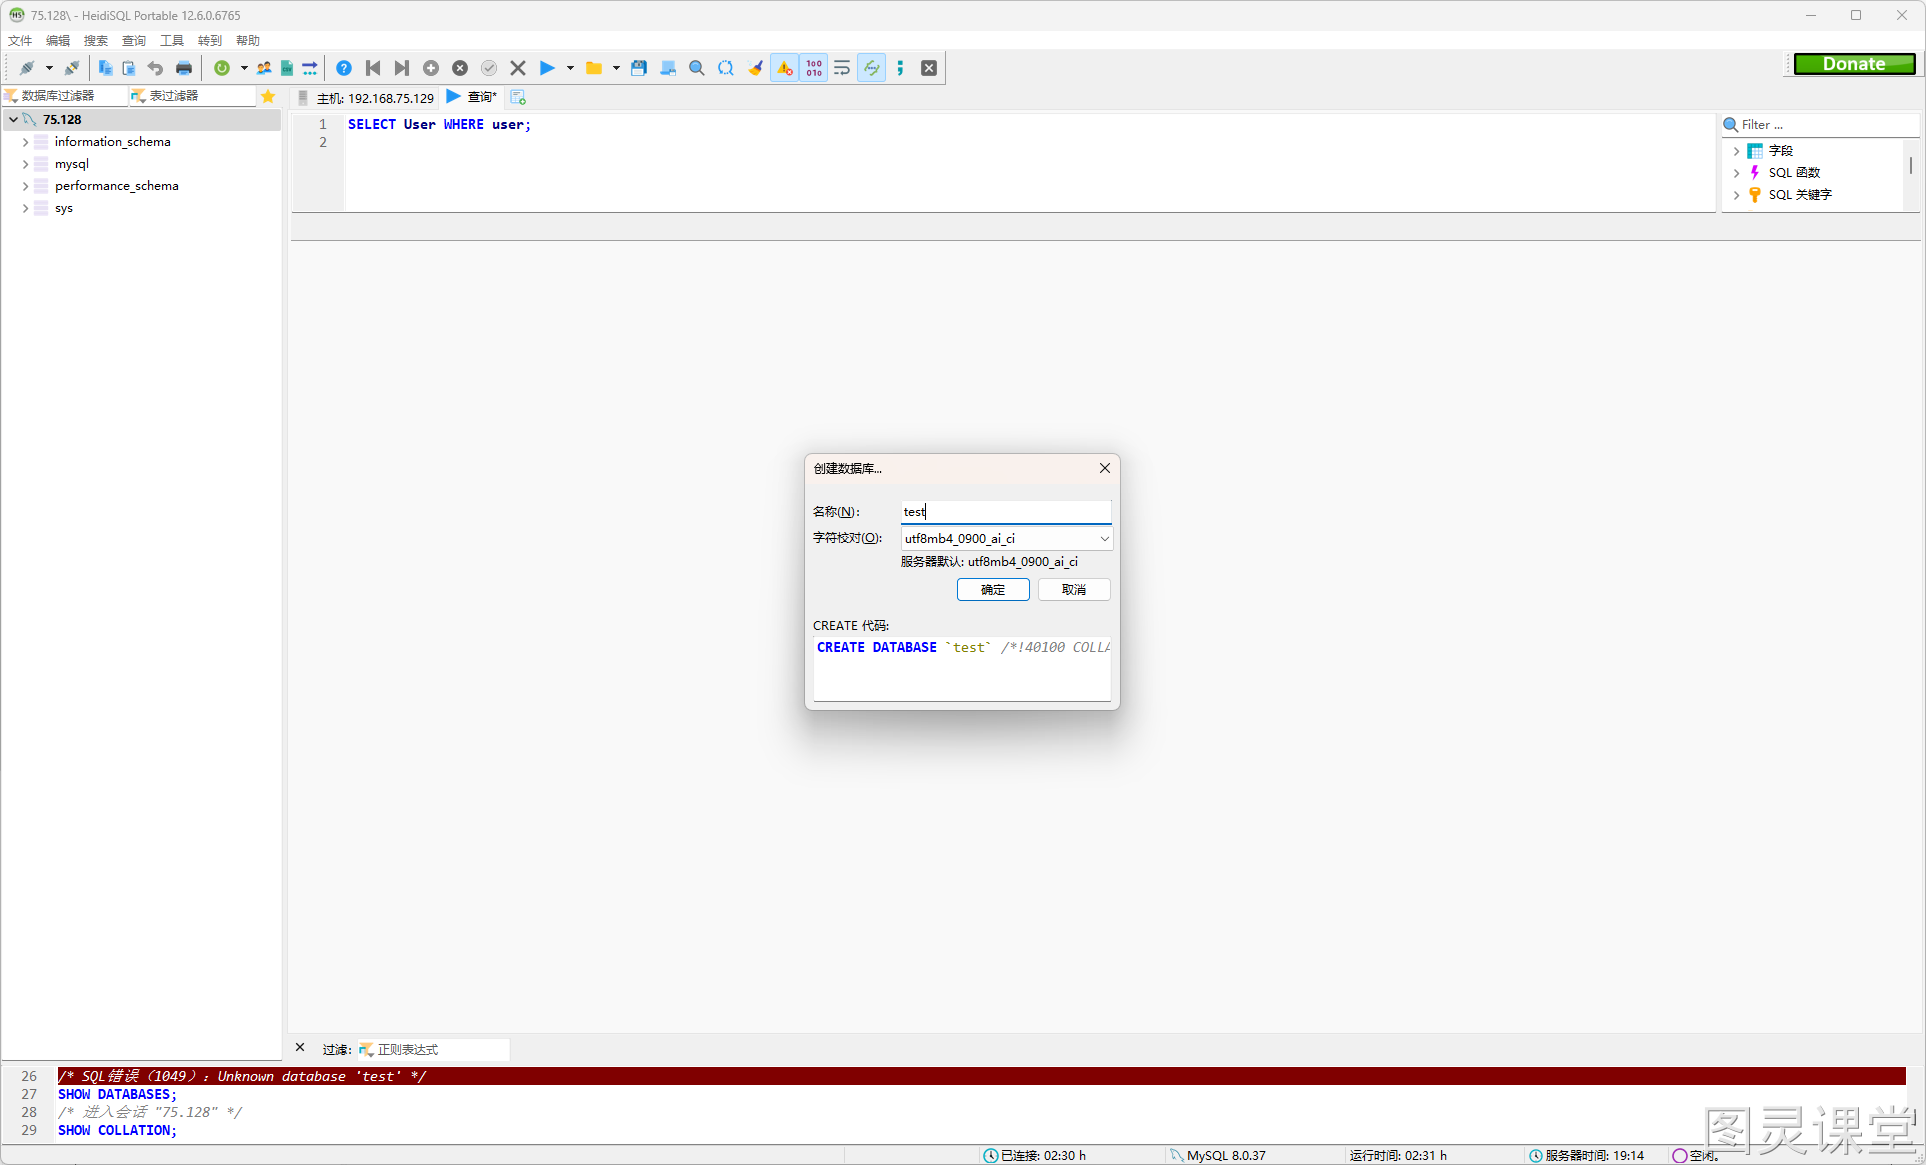 75.128\ - HeidiSQL Portable 12.6.0.6765
文件 编辑 搜索 查询 工具 转到 帮助
Donate
数据库过滤器 表过滤器 主机: 192.168.75.129 查询*
75.128
information_schema
mysql
performance_schema
sys
1 SELECT User WHERE user;
2
Filter ...
字段
SQL 函数
SQL 关键字
创建数据库...
名称(N): test
字符校对(O): utf8mb4_0900_ai_ci
服务器默认: utf8mb4_0900_ai_ci
确定 取消
CREATE 代码:
CREATE DATABASE `test` /*!40100 COLLA
过滤: 正则表达式
26 /* SQL错误（1049）: Unknown database 'test' */
27 SHOW DATABASES;
28 /* 进入会话 "75.128" */
29 SHOW COLLATION;
图灵课堂
已连接: 02:30 h MySQL 8.0.37 运行时间: 02:31 h 服务器时间: 19:14 空闲。